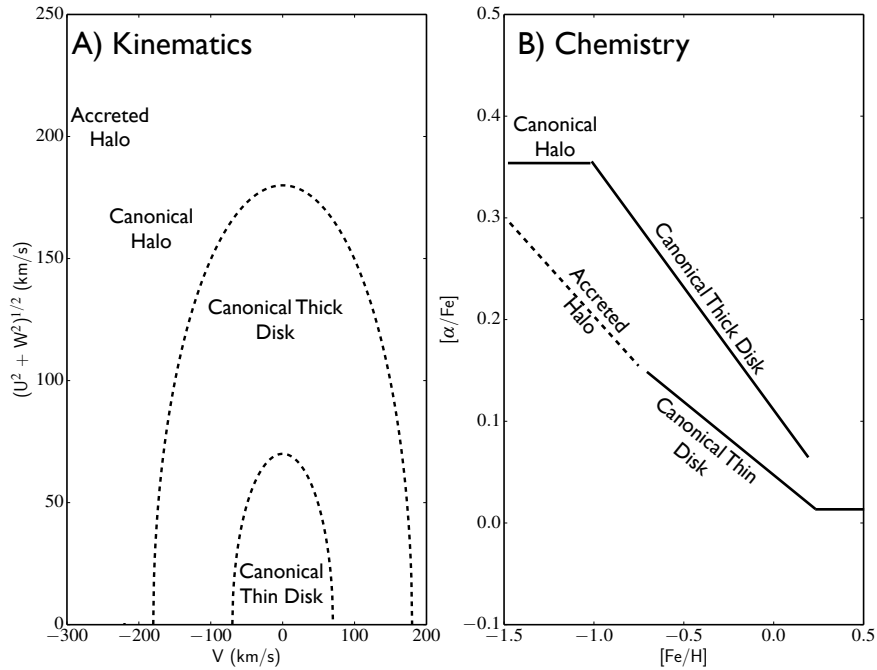 A) Kinematics
Accreted
Halo
Canonical
Halo
Canonical Thick
Disk
Canonical
Thin Disk
300
250
200
150
100
50
0
(U² + W²)^{1/2} (km/s)
−300
−200
−100
0
100
200
V (km/s)
B) Chemistry
Canonical
Halo
Accreted
Halo
Canonical Thick Disk
Canonical Thin
Disk
0.5
0.4
0.3
0.2
0.1
0.0
−0.1
[α/Fe]
−1.5
−1.0
−0.5
0.0
0.5
[Fe/H]